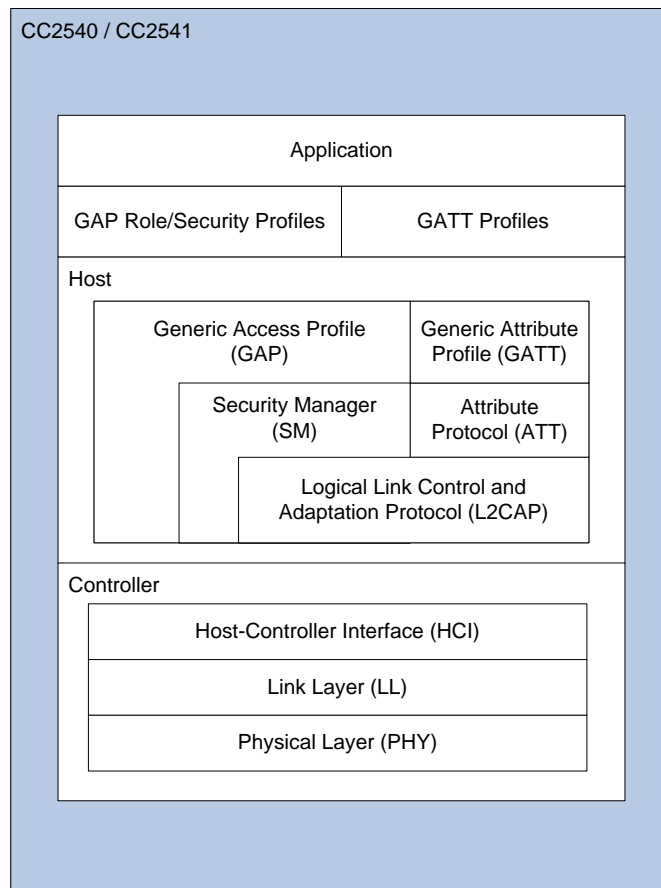 CC2540 / CC2541
Application
GAP Role/Security Profiles
GATT Profiles
Host
Generic Access Profile
(GAP)
Generic Attribute
Profile (GATT)
Security Manager
(SM)
Attribute
Protocol (ATT)
Logical Link Control and
Adaptation Protocol (L2CAP)
Controller
Host-Controller Interface (HCI)
Link Layer (LL)
Physical Layer (PHY)